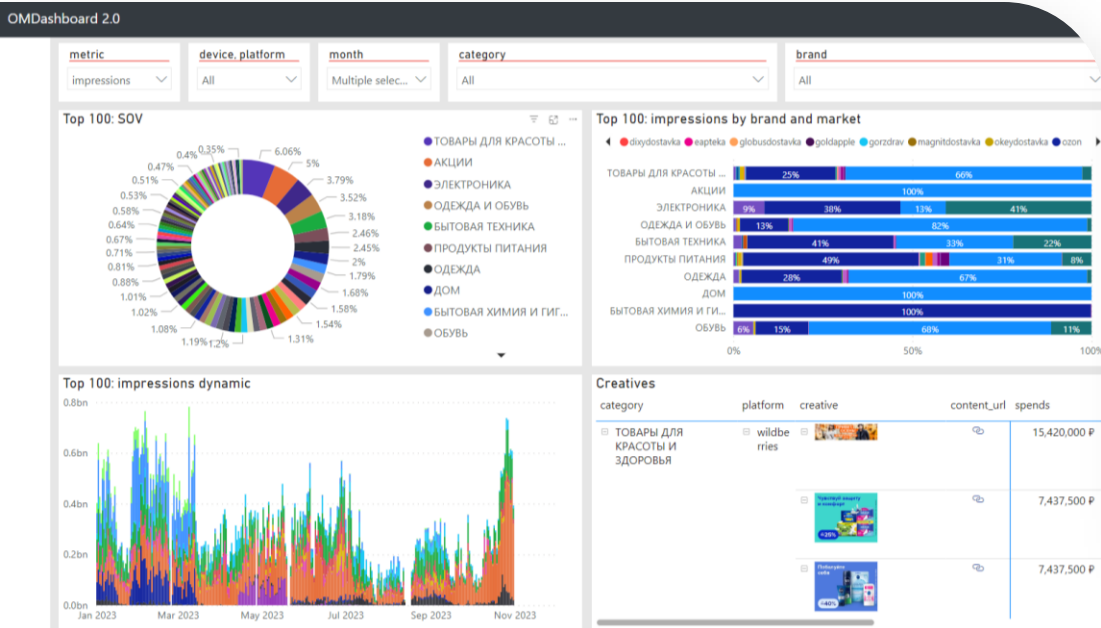 OMDashboard 2.0
metric
device, platform
month
category
brand
impressions
All
Multiple selec...
All
All
Top 100: SOV
6.06%
5%
3.79%
3.52%
3.18%
2.46%
2.45%
2%
1.79%
1.68%
1.58%
1.54%
1.31%
1.2%
1.19%
1.08%
1.02%
1.01%
0.88%
0.81%
0.71%
0.67%
0.64%
0.58%
0.53%
0.51%
0.47%
0.4%
0.35%
ТОВАРЫ ДЛЯ КРАСОТЫ ...
АКЦИИ
ЭЛЕКТРОНИКА
ОДЕЖДА И ОБУВЬ
БЫТОВАЯ ТЕХНИКА
ПРОДУКТЫ ПИТАНИЯ
ОДЕЖДА
ДОМ
БЫТОВАЯ ХИМИЯ И ГИГ...
ОБУВЬ
Top 100: impressions by brand and market
dixydostavka eapteka globusdostavka goldapple gorzdrav magnitdostavka okeydostavka ozon
ТОВАРЫ ДЛЯ КРАСОТЫ ... 25% 66%
АКЦИИ 100%
ЭЛЕКТРОНИКА 9% 38% 13% 41%
ОДЕЖДА И ОБУВЬ 13% 82%
БЫТОВАЯ ТЕХНИКА 41% 33% 22%
ПРОДУКТЫ ПИТАНИЯ 49% 31% 8%
ОДЕЖДА 28% 67%
ДОМ 100%
БЫТОВАЯ ХИМИЯ И ГИ... 100%
ОБУВЬ 6% 15% 68% 11%
0% 50% 100%
Top 100: impressions dynamic
0.8bn
0.6bn
0.4bn
0.2bn
0.0bn
Jan 2023 Mar 2023 May 2023 Jul 2023 Sep 2023 Nov 2023
Creatives
category platform creative content_url spends
ТОВАРЫ ДЛЯ
КРАСОТЫ И
ЗДОРОВЬЯ
wildbe
rries
15,420,000 ₽
7,437,500 ₽
7,437,500 ₽